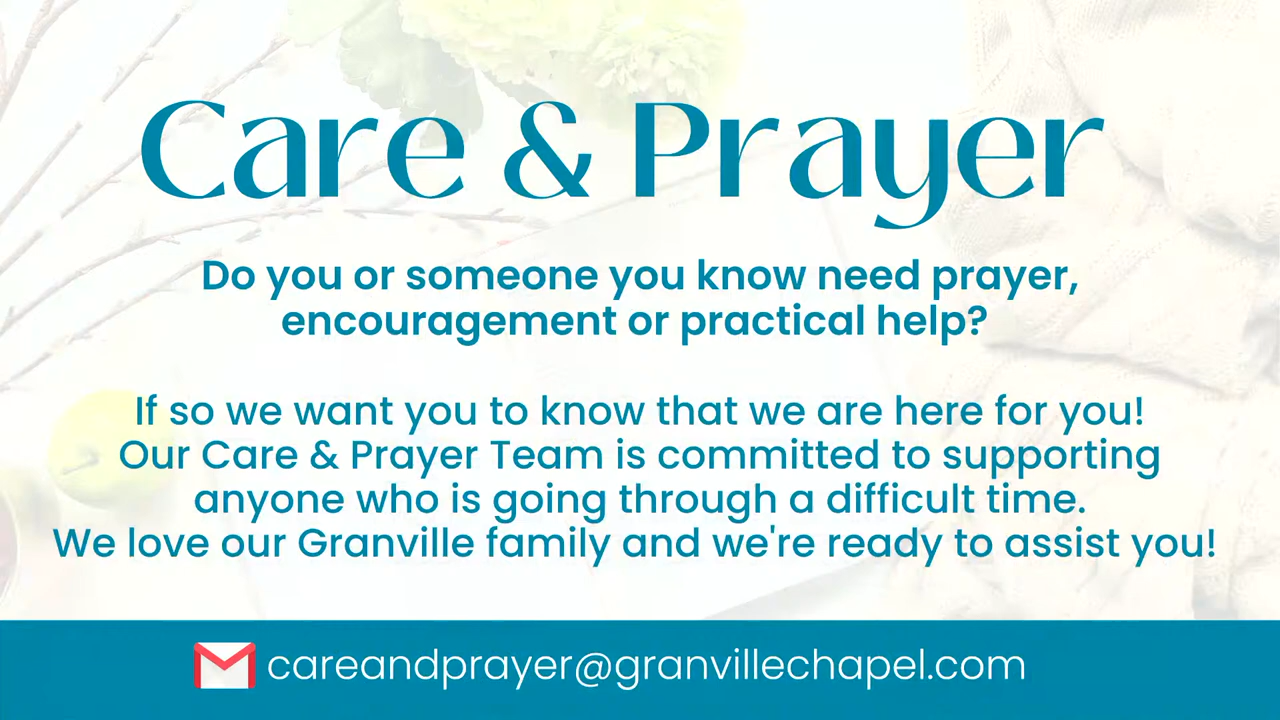 Care & Prayer
Do you or someone you know need prayer,
encouragement or practical help?
If so we want you to know that we are here for you!
Our Care & Prayer Team is committed to supporting
anyone who is going through a difficult time.
We love our Granville family and we're ready to assist you!
careandprayer@granvillechapel.com